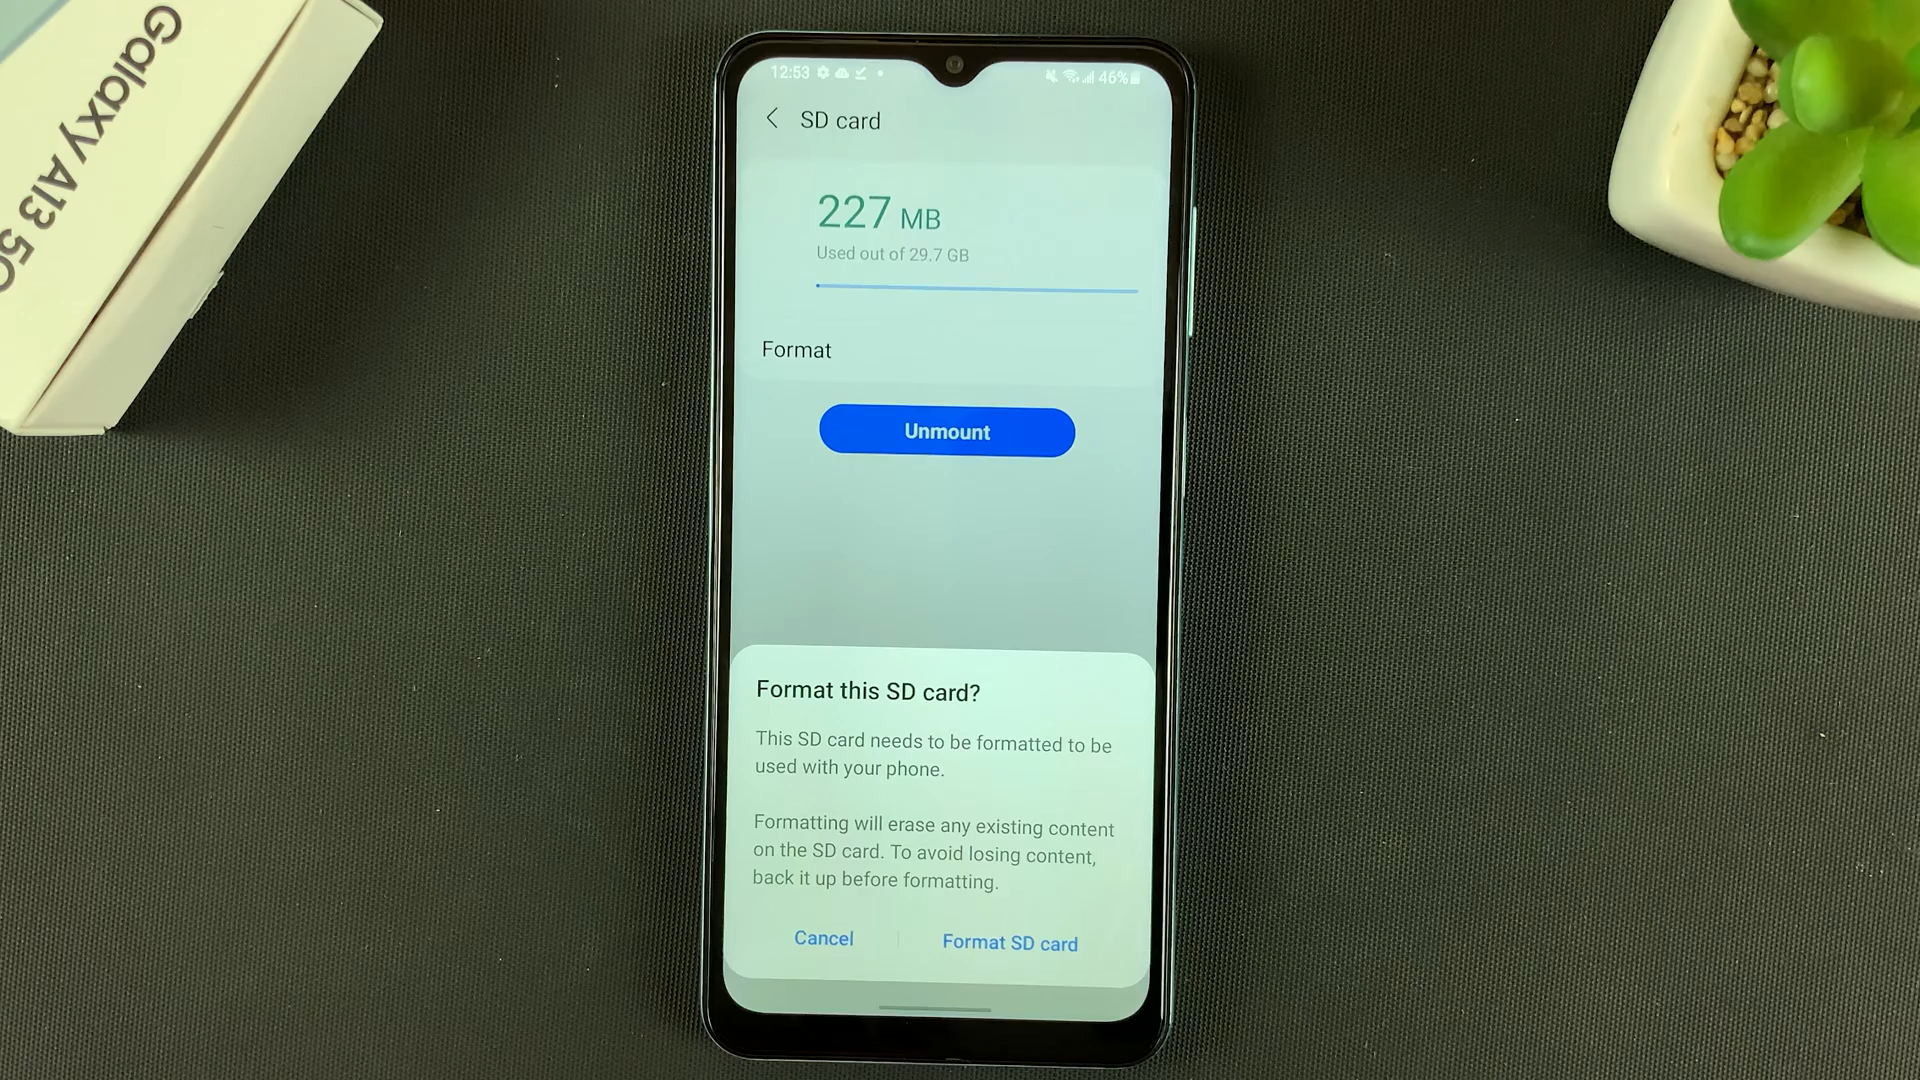 Galaxy A13 5G
12:53
46%
SD card
227 MB
Used out of 29.7 GB
Format
Unmount
Format this SD card?
This SD card needs to be formatted to be
used with your phone.
Formatting will erase any existing content
on the SD card. To avoid losing content,
back it up before formatting.
Cancel
Format SD card